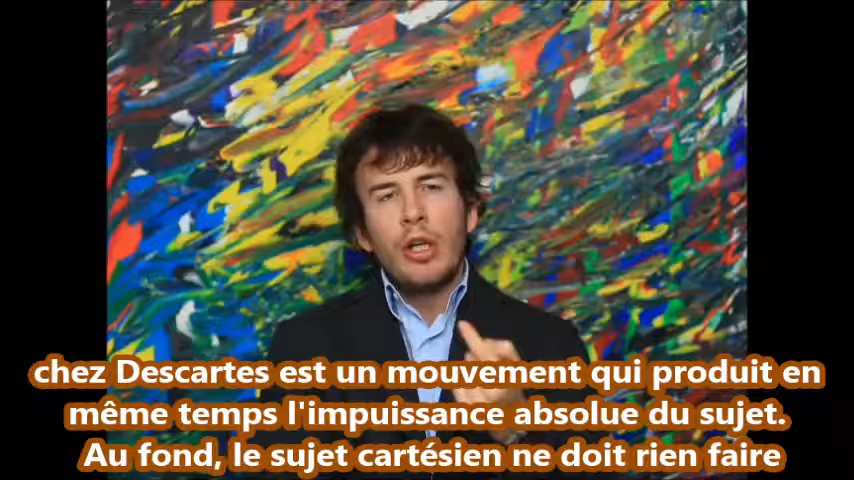 chez Descartes est un mouvement qui produit en
même temps l'impuissance absolue du sujet.
Au fond, le sujet cartésien ne doit rien faire